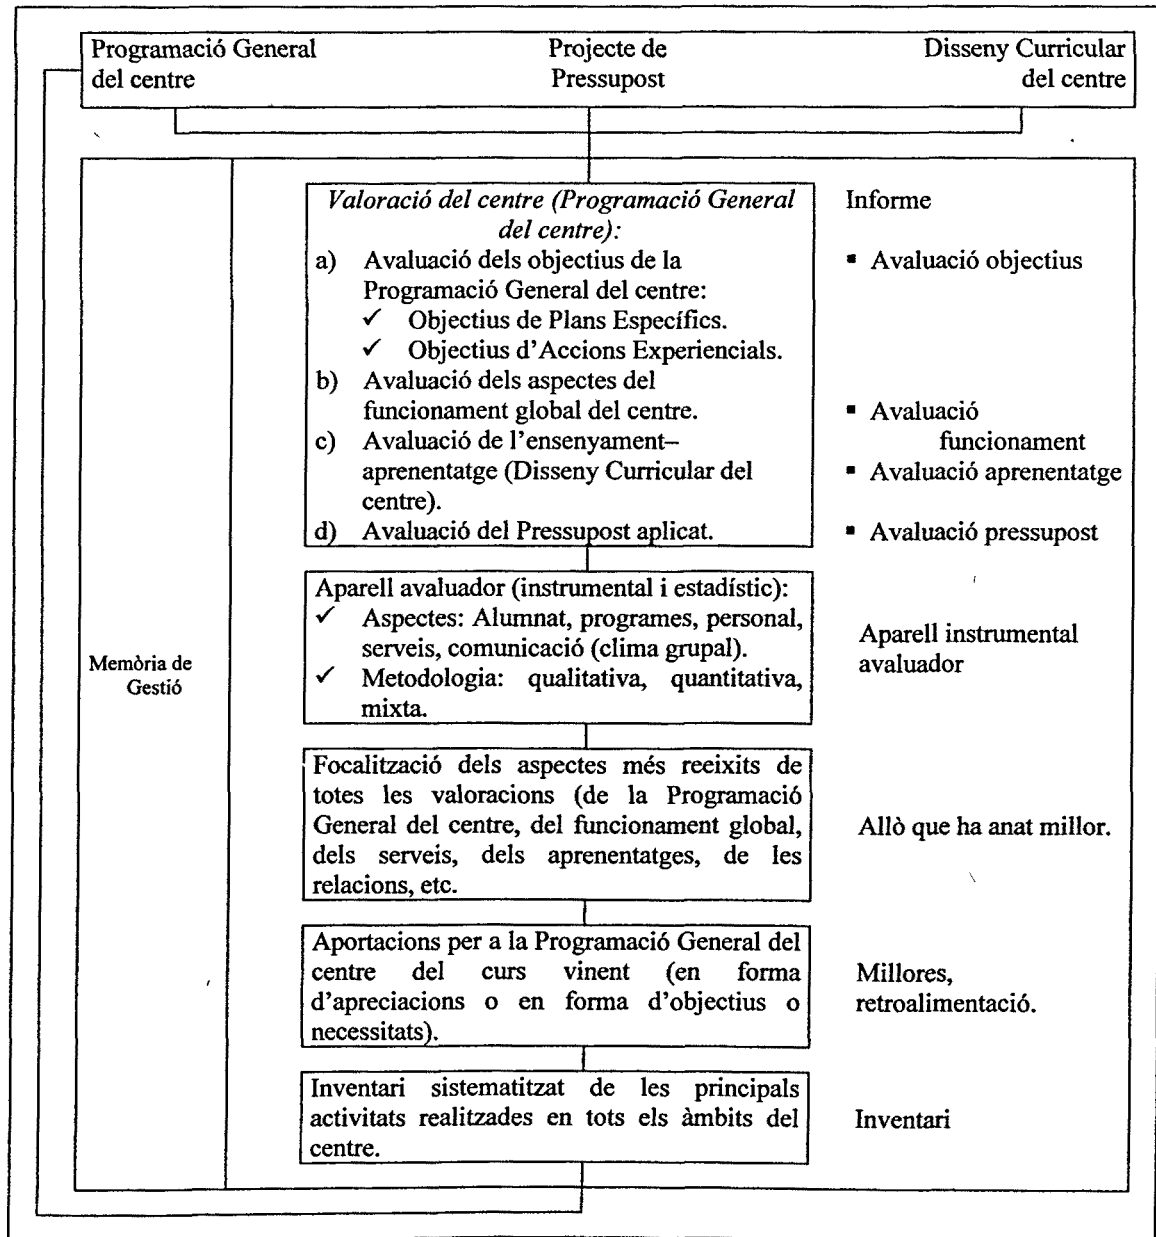 Programació General
del centre
Projecte de
Pressupost
Disseny Curricular
del centre
Memòria de
Gestió
Valoració del centre (Programació General
del centre):
a) Avaluació dels objectius de la
Programació General del centre:
✓ Objectius de Plans Específics.
✓ Objectius d’Accions Experiencials.
b) Avaluació dels aspectes del
funcionament global del centre.
c) Avaluació de l’ensenyament–
aprenentatge (Disseny Curricular del
centre).
d) Avaluació del Pressupost aplicat.
Informe
▪ Avaluació objectius
▪ Avaluació
funcionament
▪ Avaluació aprenentatge
▪ Avaluació pressupost
Aparell avaluador (instrumental i estadístic):
✓ Aspectes: Alumnat, programes, personal,
serveis, comunicació (clima grupal).
✓ Metodologia: qualitativa, quantitativa,
mixta.
Aparell instrumental
avaluador
Focalització dels aspectes més reeixits de
totes les valoracions (de la Programació
General del centre, del funcionament global,
dels serveis, dels aprenentatges, de les
relacions, etc.
Allò que ha anat millor.
Aportacions per a la Programació General del
centre del curs vinent (en forma
d’apreciacions o en forma d’objectius o
necessitats).
Millores,
retroalimentació.
Inventari sistematitzat de les principals
activitats realitzades en tots els àmbits del
centre.
Inventari